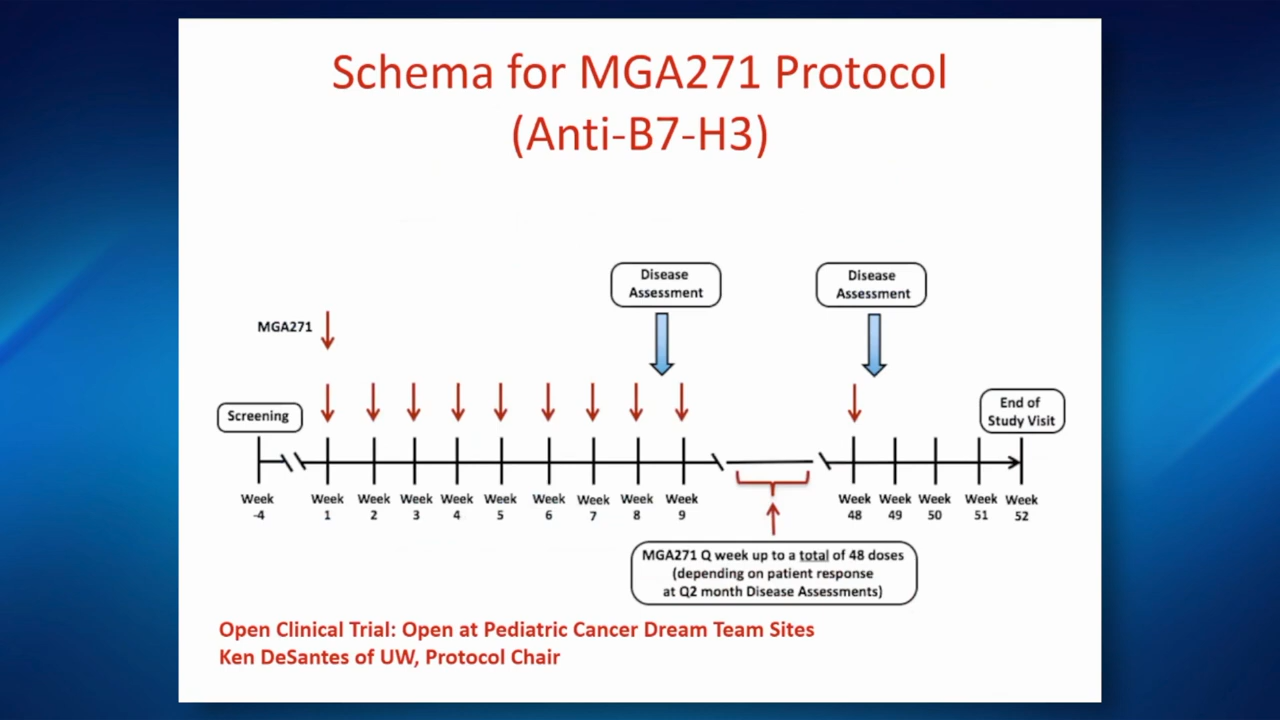 Schema for MGA271 Protocol
(Anti-B7-H3)
Disease
Assessment
Disease
Assessment
MGA271
Screening
End of
Study Visit
Week
-4
Week
1
Week
2
Week
3
Week
4
Week
5
Week
6
Week
7
Week
8
Week
9
Week
48
Week
49
Week
50
Week
51
Week
52
MGA271 Q week up to a total of 48 doses
(depending on patient response
at Q2 month Disease Assessments)
Open Clinical Trial: Open at Pediatric Cancer Dream Team Sites
Ken DeSantes of UW, Protocol Chair